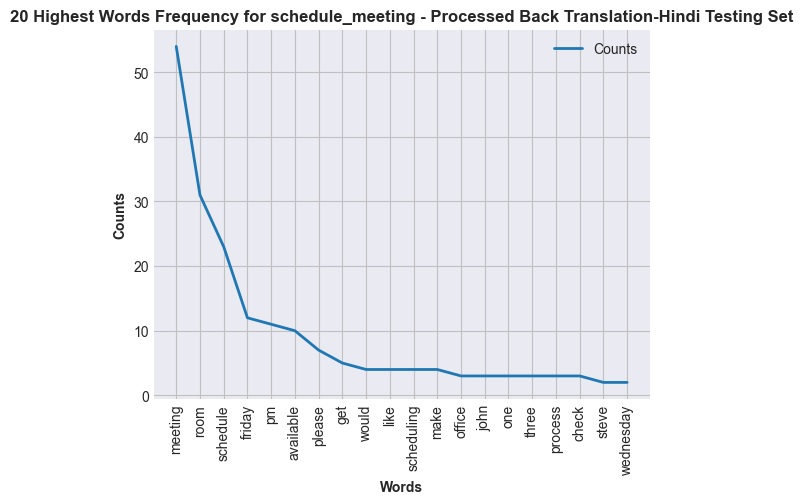 20 Highest Words Frequency for schedule_meeting - Processed Back Translation-Hindi Testing Set
Counts
Counts
50
40
30
20
10
0
meeting
room
schedule
friday
pm
available
please
get
would
like
scheduling
make
office
john
one
three
process
check
steve
wednesday
Words